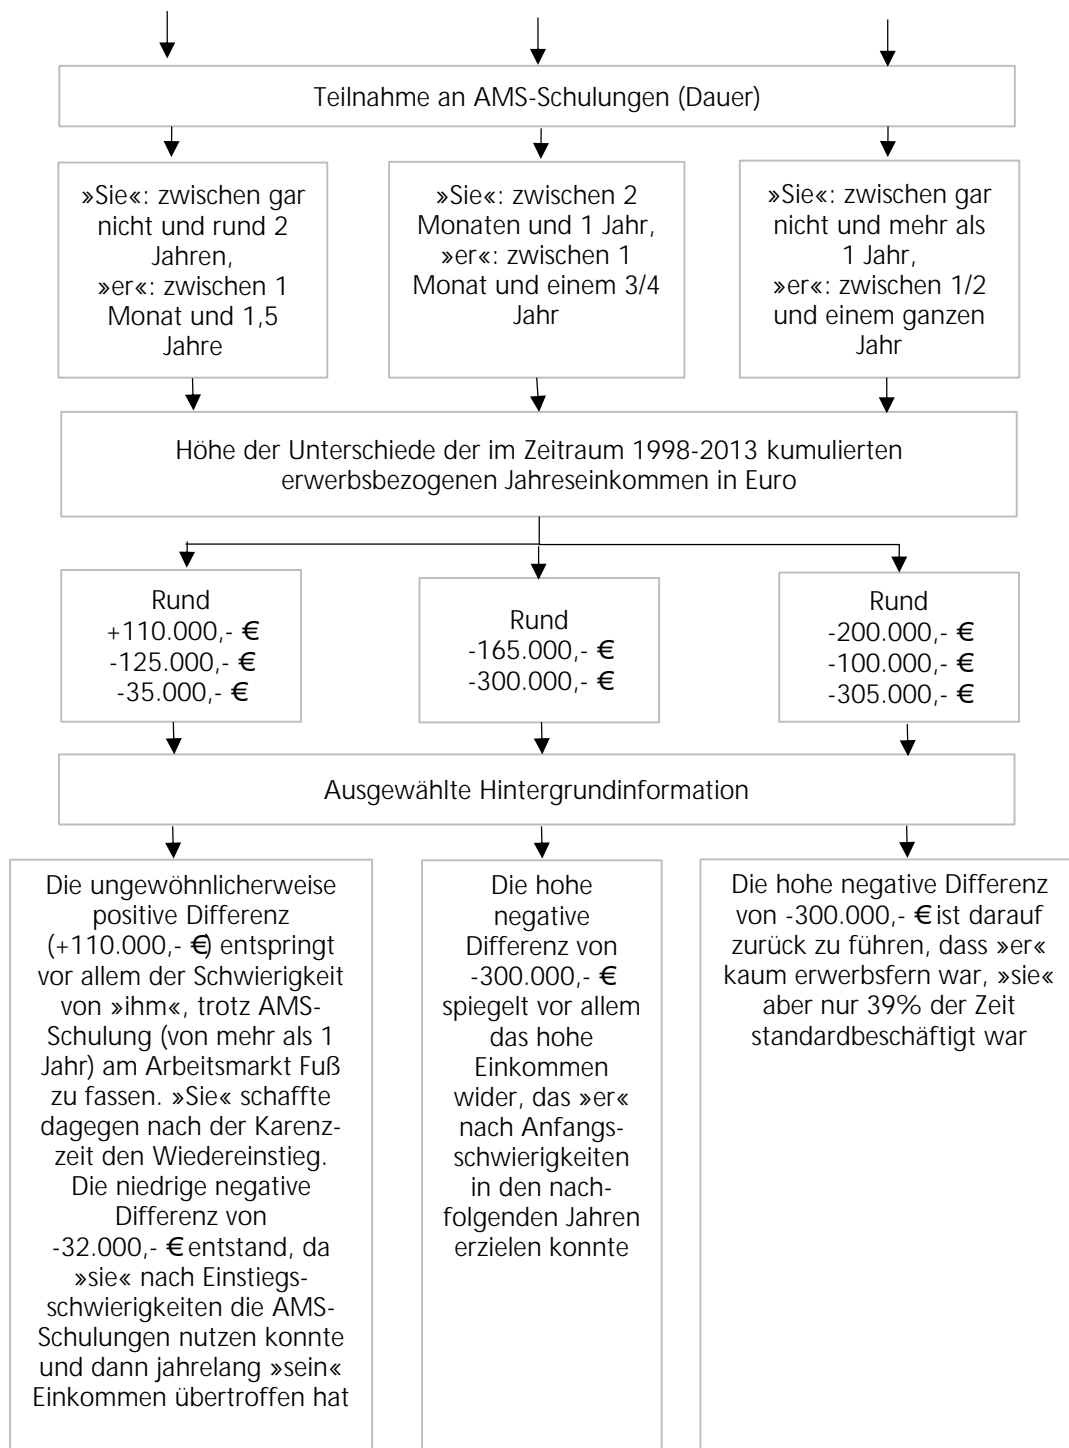 Teilnahme an AMS-Schulungen (Dauer)
»Sie«: zwischen gar
nicht und rund 2
Jahren,
»er«: zwischen 1
Monat und 1,5
Jahre
»Sie«: zwischen 2
Monaten und 1 Jahr,
»er«: zwischen 1
Monat und einem 3/4
Jahr
»Sie«: zwischen gar
nicht und mehr als
1 Jahr,
»er«: zwischen 1/2
und einem ganzen
Jahr
Höhe der Unterschiede der im Zeitraum 1998-2013 kumulierten
erwerbsbezogenen Jahreseinkommen in Euro
Rund
+110.000,- €
-125.000,- €
-35.000,- €
Rund
-165.000,- €
-300.000,- €
Rund
-200.000,- €
-100.000,- €
-305.000,- €
Ausgewählte Hintergrundinformation
Die ungewöhnlicherweise
positive Differenz
(+110.000,- €) entspringt
vor allem der Schwierigkeit
von »ihm«, trotz AMS-
Schulung (von mehr als 1
Jahr) am Arbeitsmarkt Fuß
zu fassen. »Sie« schaffte
dagegen nach der Karenz-
zeit den Wiedereinstieg.
Die niedrige negative
Differenz von
-32.000,- € entstand, da
»sie« nach Einstiegs-
schwierigkeiten die AMS-
Schulungen nutzen konnte
und dann jahrelang »sein«
Einkommen übertroffen hat
Die hohe
negative
Differenz von
-300.000,- €
spiegelt vor allem
das hohe
Einkommen
wider, das »er«
nach Anfangs-
schwierigkeiten
in den nach-
folgenden Jahren
erzielen konnte
Die hohe negative Differenz
von -300.000,- € ist darauf
zurück zu führen, dass »er«
kaum erwerbsfern war, »sie«
aber nur 39% der Zeit
standardbeschäftigt war